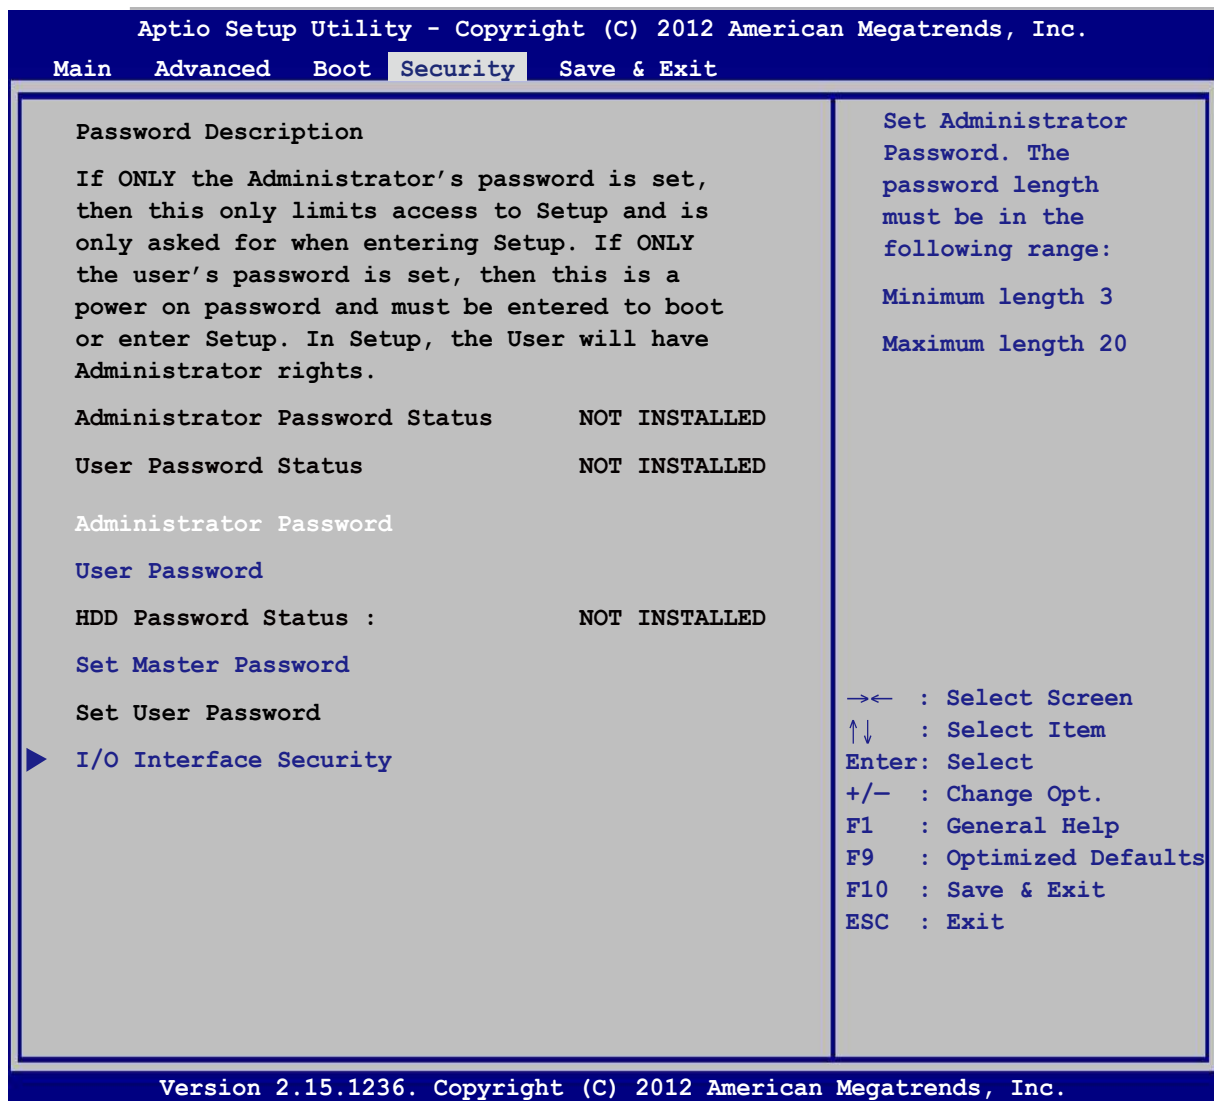 Aptio Setup Utility - Copyright (C) 2012 American Megatrends, Inc.
Main Advanced Boot Security Save & Exit
Password Description
If ONLY the Administrator’s password is set,
then this only limits access to Setup and is
only asked for when entering Setup. If ONLY
the user’s password is set, then this is a
power on password and must be entered to boot
or enter Setup. In Setup, the User will have
Administrator rights.
Administrator Password Status NOT INSTALLED
User Password Status NOT INSTALLED
Administrator Password
User Password
HDD Password Status : NOT INSTALLED
Set Master Password
Set User Password
I/O Interface Security
Set Administrator
Password. The
password length
must be in the
following range:
Minimum length 3
Maximum length 20
→← : Select Screen
↑↓ : Select Item
Enter: Select
+/— : Change Opt.
F1 : General Help
F9 : Optimized Defaults
F10 : Save & Exit
ESC : Exit
Version 2.15.1236. Copyright (C) 2012 American Megatrends, Inc.